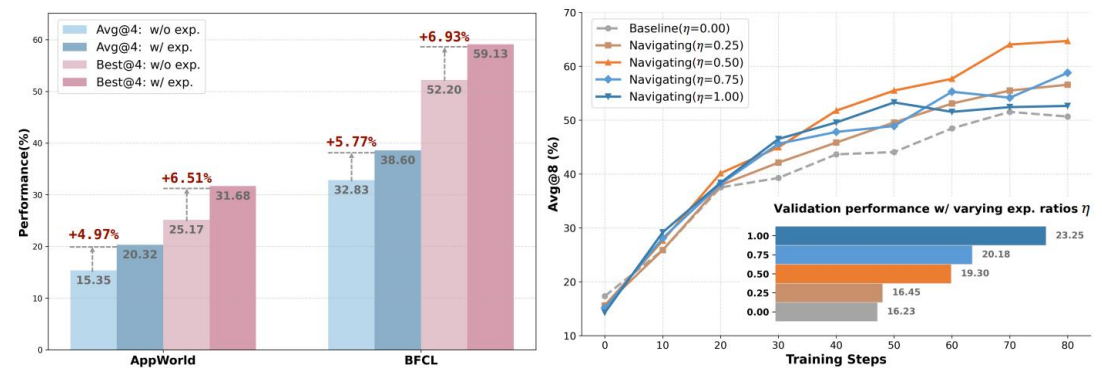 Avg@4: w/o exp.
Avg@4: w/ exp.
Best@4: w/o exp.
Best@4: w/ exp.
Performance(%)
60
50
40
30
20
10
0
+4.97%
15.35
20.32
+6.51%
25.17
31.68
+5.77%
32.83
38.60
+6.93%
52.20
59.13
AppWorld
BFCL
Baseline(η=0.00)
Navigating(η=0.25)
Navigating(η=0.50)
Navigating(η=0.75)
Navigating(η=1.00)
Avg@8 (%)
70
60
50
40
30
20
10
Validation performance w/ varying exp. ratios η
1.00 23.25
0.75 20.18
0.50 19.30
0.25 16.45
0.00 16.23
0 10 20 30 40 50 60 70 80
Training Steps